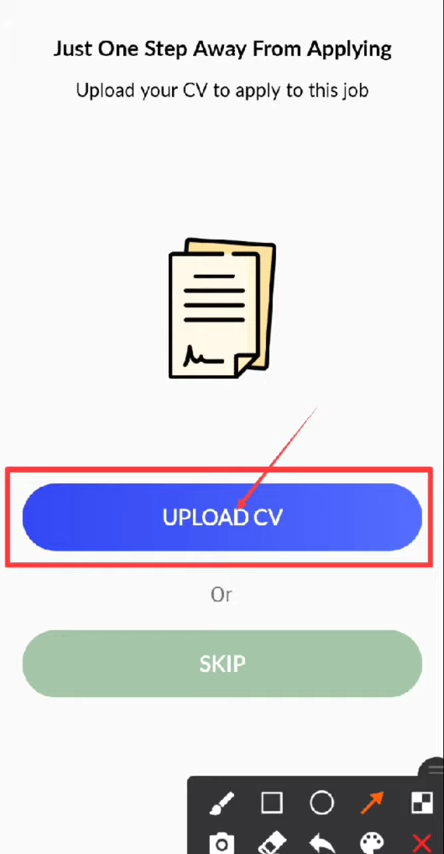 Just One Step Away From Applying
Upload your CV to apply to this job
UPLOAD CV
Or
SKIP